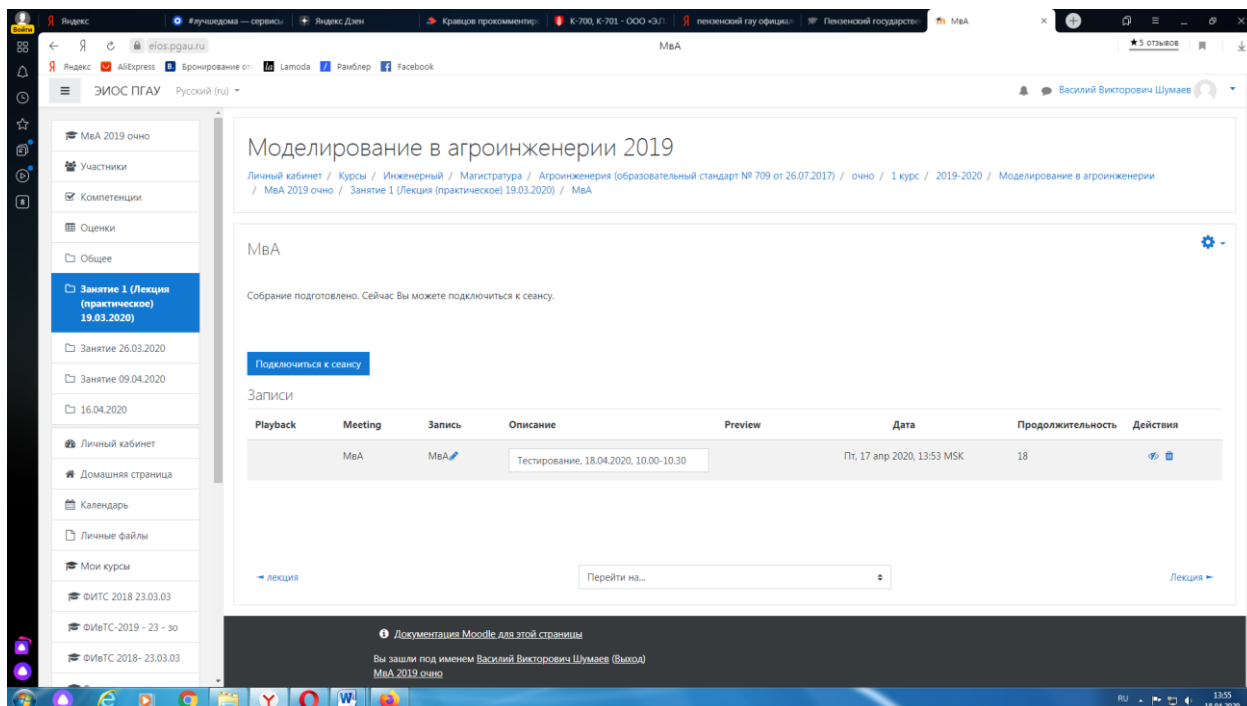 Яндекс
#лучшедома — сервисы
Яндекс.Дзен
Кравцов прокомментир
К-700, К-701 - ООО «ЭЛ
пензенский гау официал
Пензенский государстве
МвА
Войти
eios.pgau.ru
МвА
★5 отзывов
Яндекс
AliExpress
Бронирование от
Lamoda
Рамблер
Facebook
ЭИОС ПГАУ
Русский (ru)
Василий Викторович Шумаев
МвА 2019 очно
Участники
Компетенции
Оценки
Общее
Занятие 1 (Лекция
(практическое)
19.03.2020)
Занятие 26.03.2020
Занятие 09.04.2020
16.04.2020
Личный кабинет
Домашняя страница
Календарь
Личные файлы
Мои курсы
ФИТС 2018 23.03.03
ФИвТС-2019 - 23 - зо
ФИвТС 2018- 23.03.03
Моделирование в агроинженерии 2019
Личный кабинет / Курсы / Инженерный / Магистратура / Агроинженерия (образовательный стандарт № 709 от 26.07.2017) / очно / 1 курс / 2019-2020 / Моделирование в агроинженерии
/ МвА 2019 очно / Занятие 1 (Лекция (практическое) 19.03.2020) / МвА
МвА
Собрание подготовлено. Сейчас Вы можете подключиться к сеансу.
Подключиться к сеансу
Записи
Playback Meeting Запись Описание Preview Дата Продолжительность Действия
МвА МвА Тестирование, 18.04.2020, 10.00-10.30 Пт, 17 апр 2020, 13:53 MSK 18
◄ лекция
Перейти на...
Лекция ►
Документация Moodle для этой страницы
Вы зашли под именем Василий Викторович Шумаев (Выход)
МвА 2019 очно
RU
13:55
18.04.2020